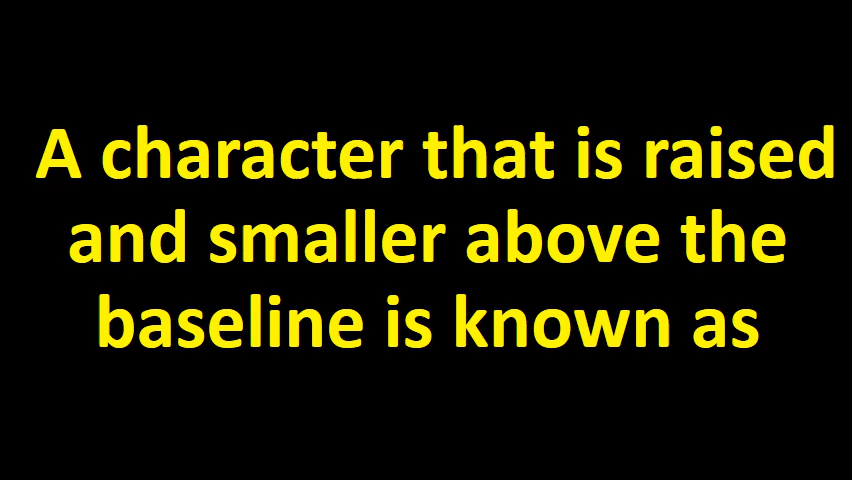 A character that is raised
and smaller above the
baseline is known as